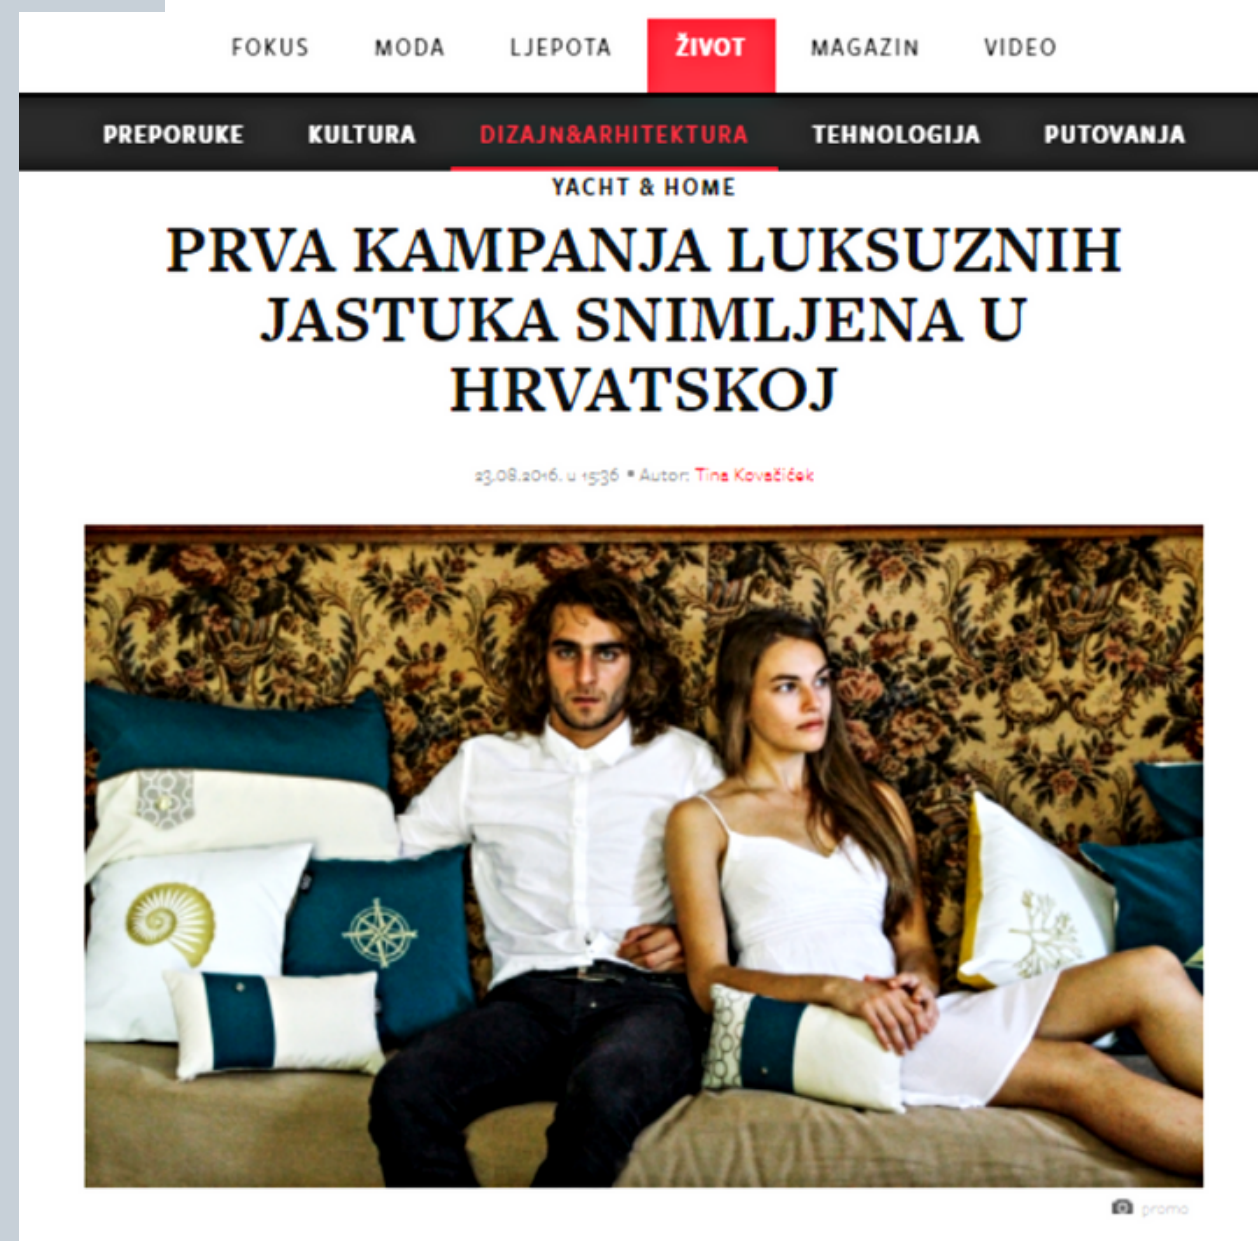 FOKUS MODA LJEPOTA ŽIVOT MAGAZIN VIDEO
PREPORUKE KULTURA DIZAJN&ARHITEKTURA TEHNOLOGIJA PUTOVANJA
YACHT & HOME
PRVA KAMPANJA LUKSUZNIH
JASTUKA SNIMLJENA U
HRVATSKOJ
23.08.2016. u 15:36 ▪ Autor: Tina Kovačićek
promo